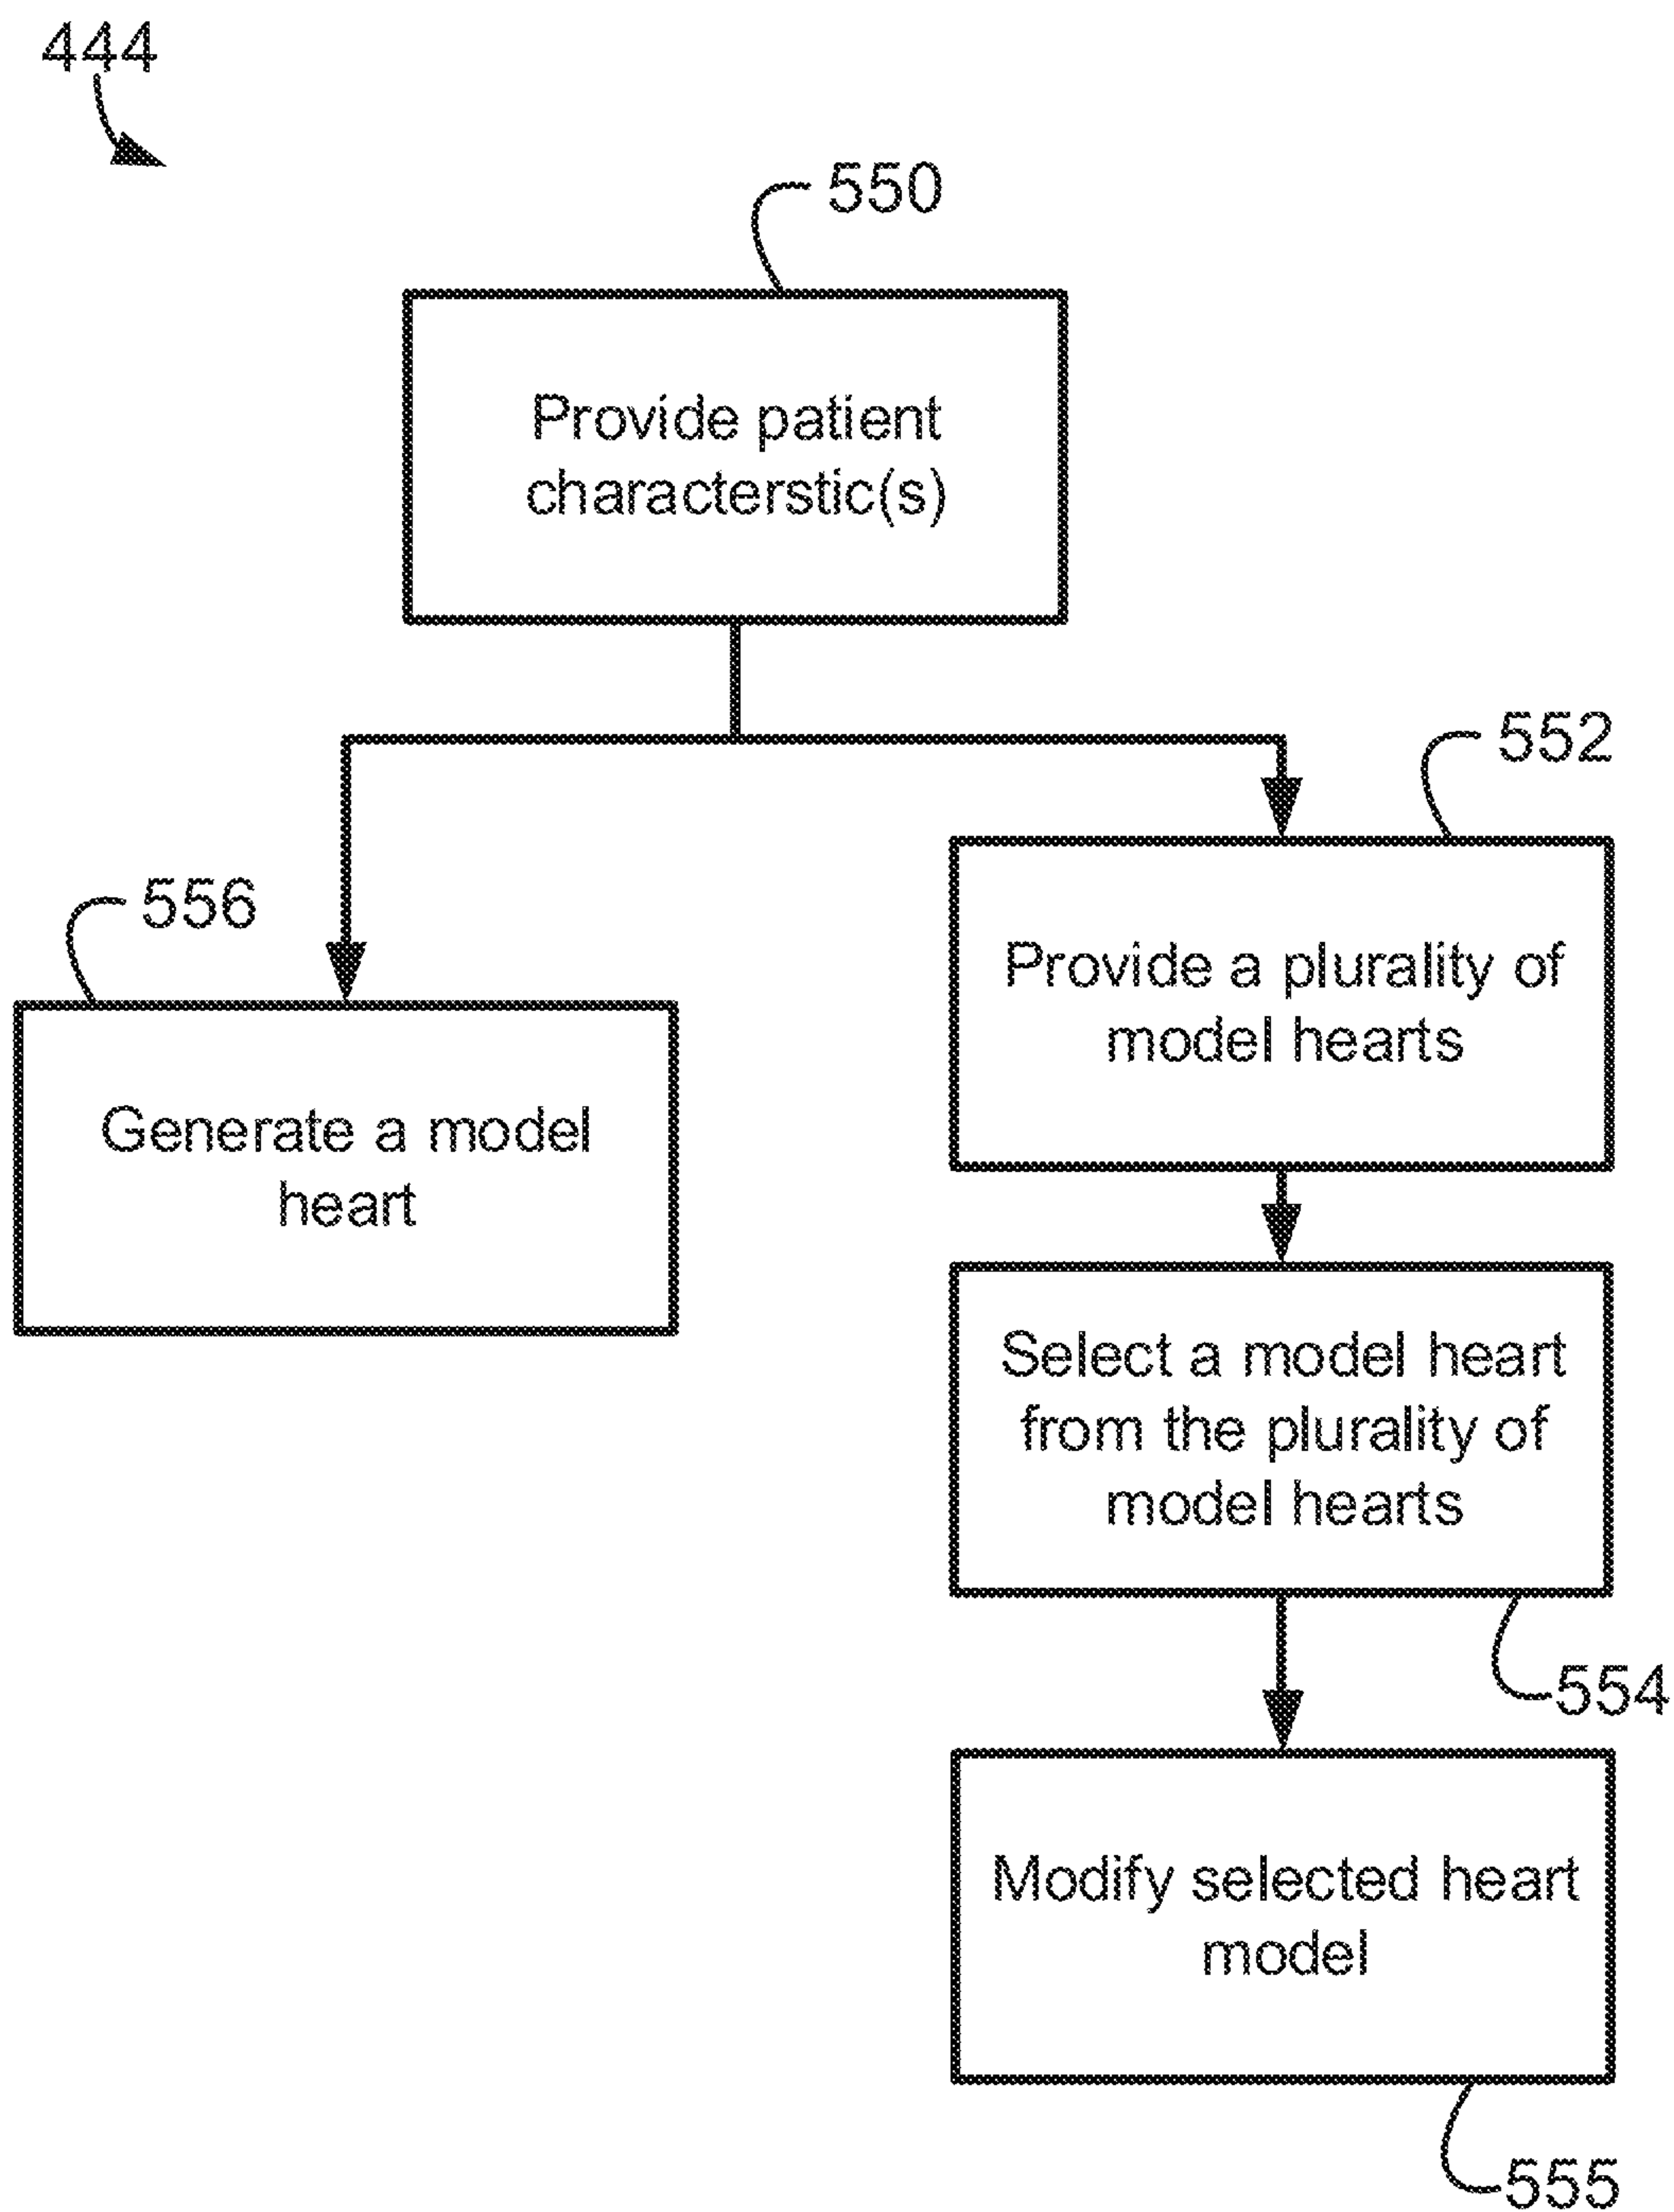 444
550
Provide patient
characterstic(s)
552
556
Provide a plurality of
model hearts
Generate a model
heart
Select a model heart
from the plurality of
model hearts
554
Modify selected heart
model
555